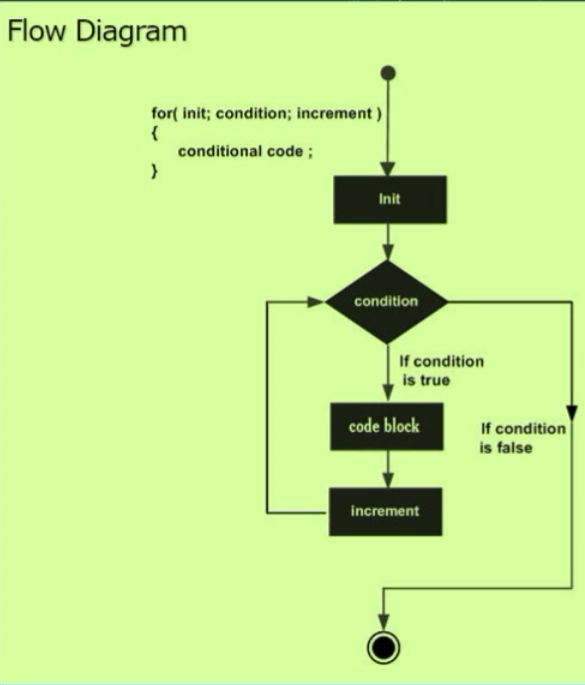 Flow Diagram
for( init; condition; increment )
{
conditional code ;
}
Init
condition
If condition
is true
code block
If condition
is false
increment